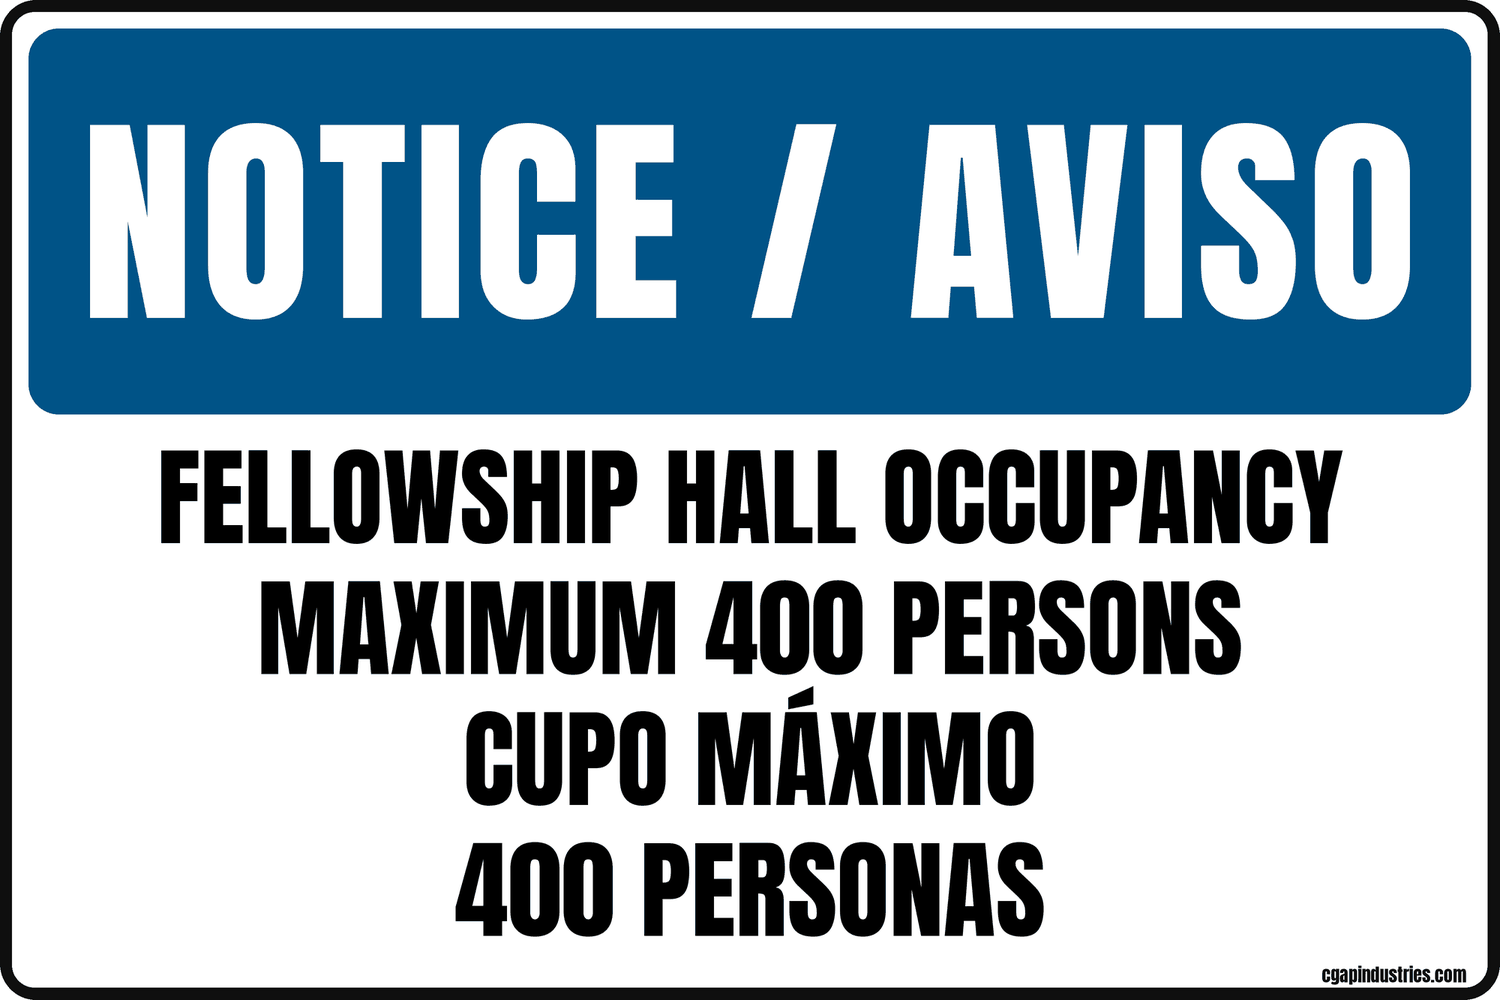 NOTICE / AVISO
FELLOWSHIP HALL OCCUPANCY
MAXIMUM 400 PERSONS
CUPO MÁXIMO
400 PERSONAS
cgapindustries.com